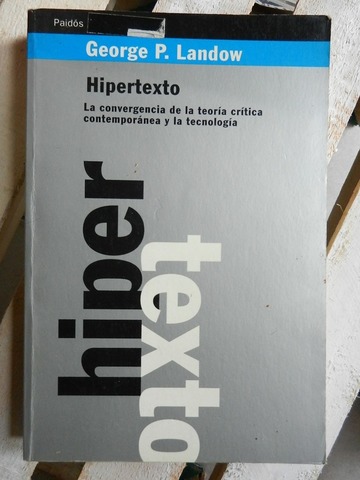 Paidós
George P. Landow
Hipertexto
La convergencia de la teoría crítica
contemporánea y la tecnología
hiper
texto